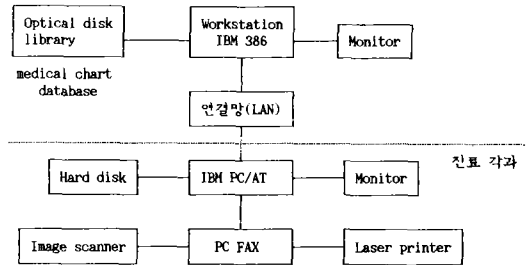 Optical disk
library
Workstation
IBM 386
Monitor
medical chart
database
연결망(LAN)
진료 각과
Hard disk
IBM PC/AT
Monitor
Image scanner
PC FAX
Laser printer